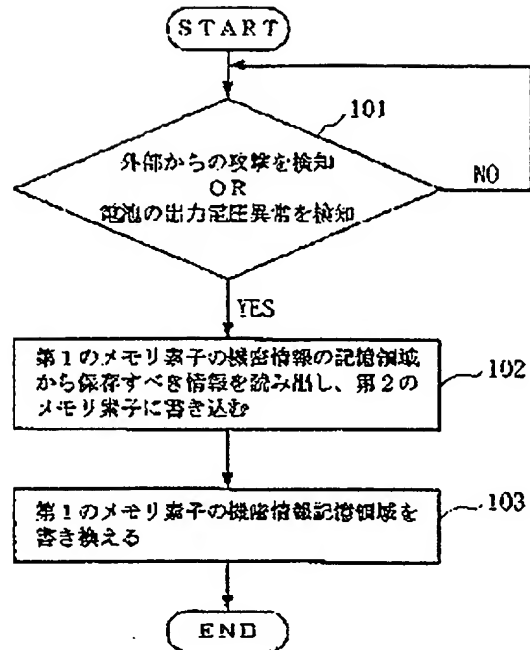 START
101
外部からの攻撃を検知
OR
電池の出力電圧異常を検知
NO
YES
第1のメモリ素子の機密情報の記憶領域
から保存すべき情報を読み出し、第2の
メモリ素子に書き込む
102
第1のメモリ素子の機密情報記憶領域を
書き換える
103
END